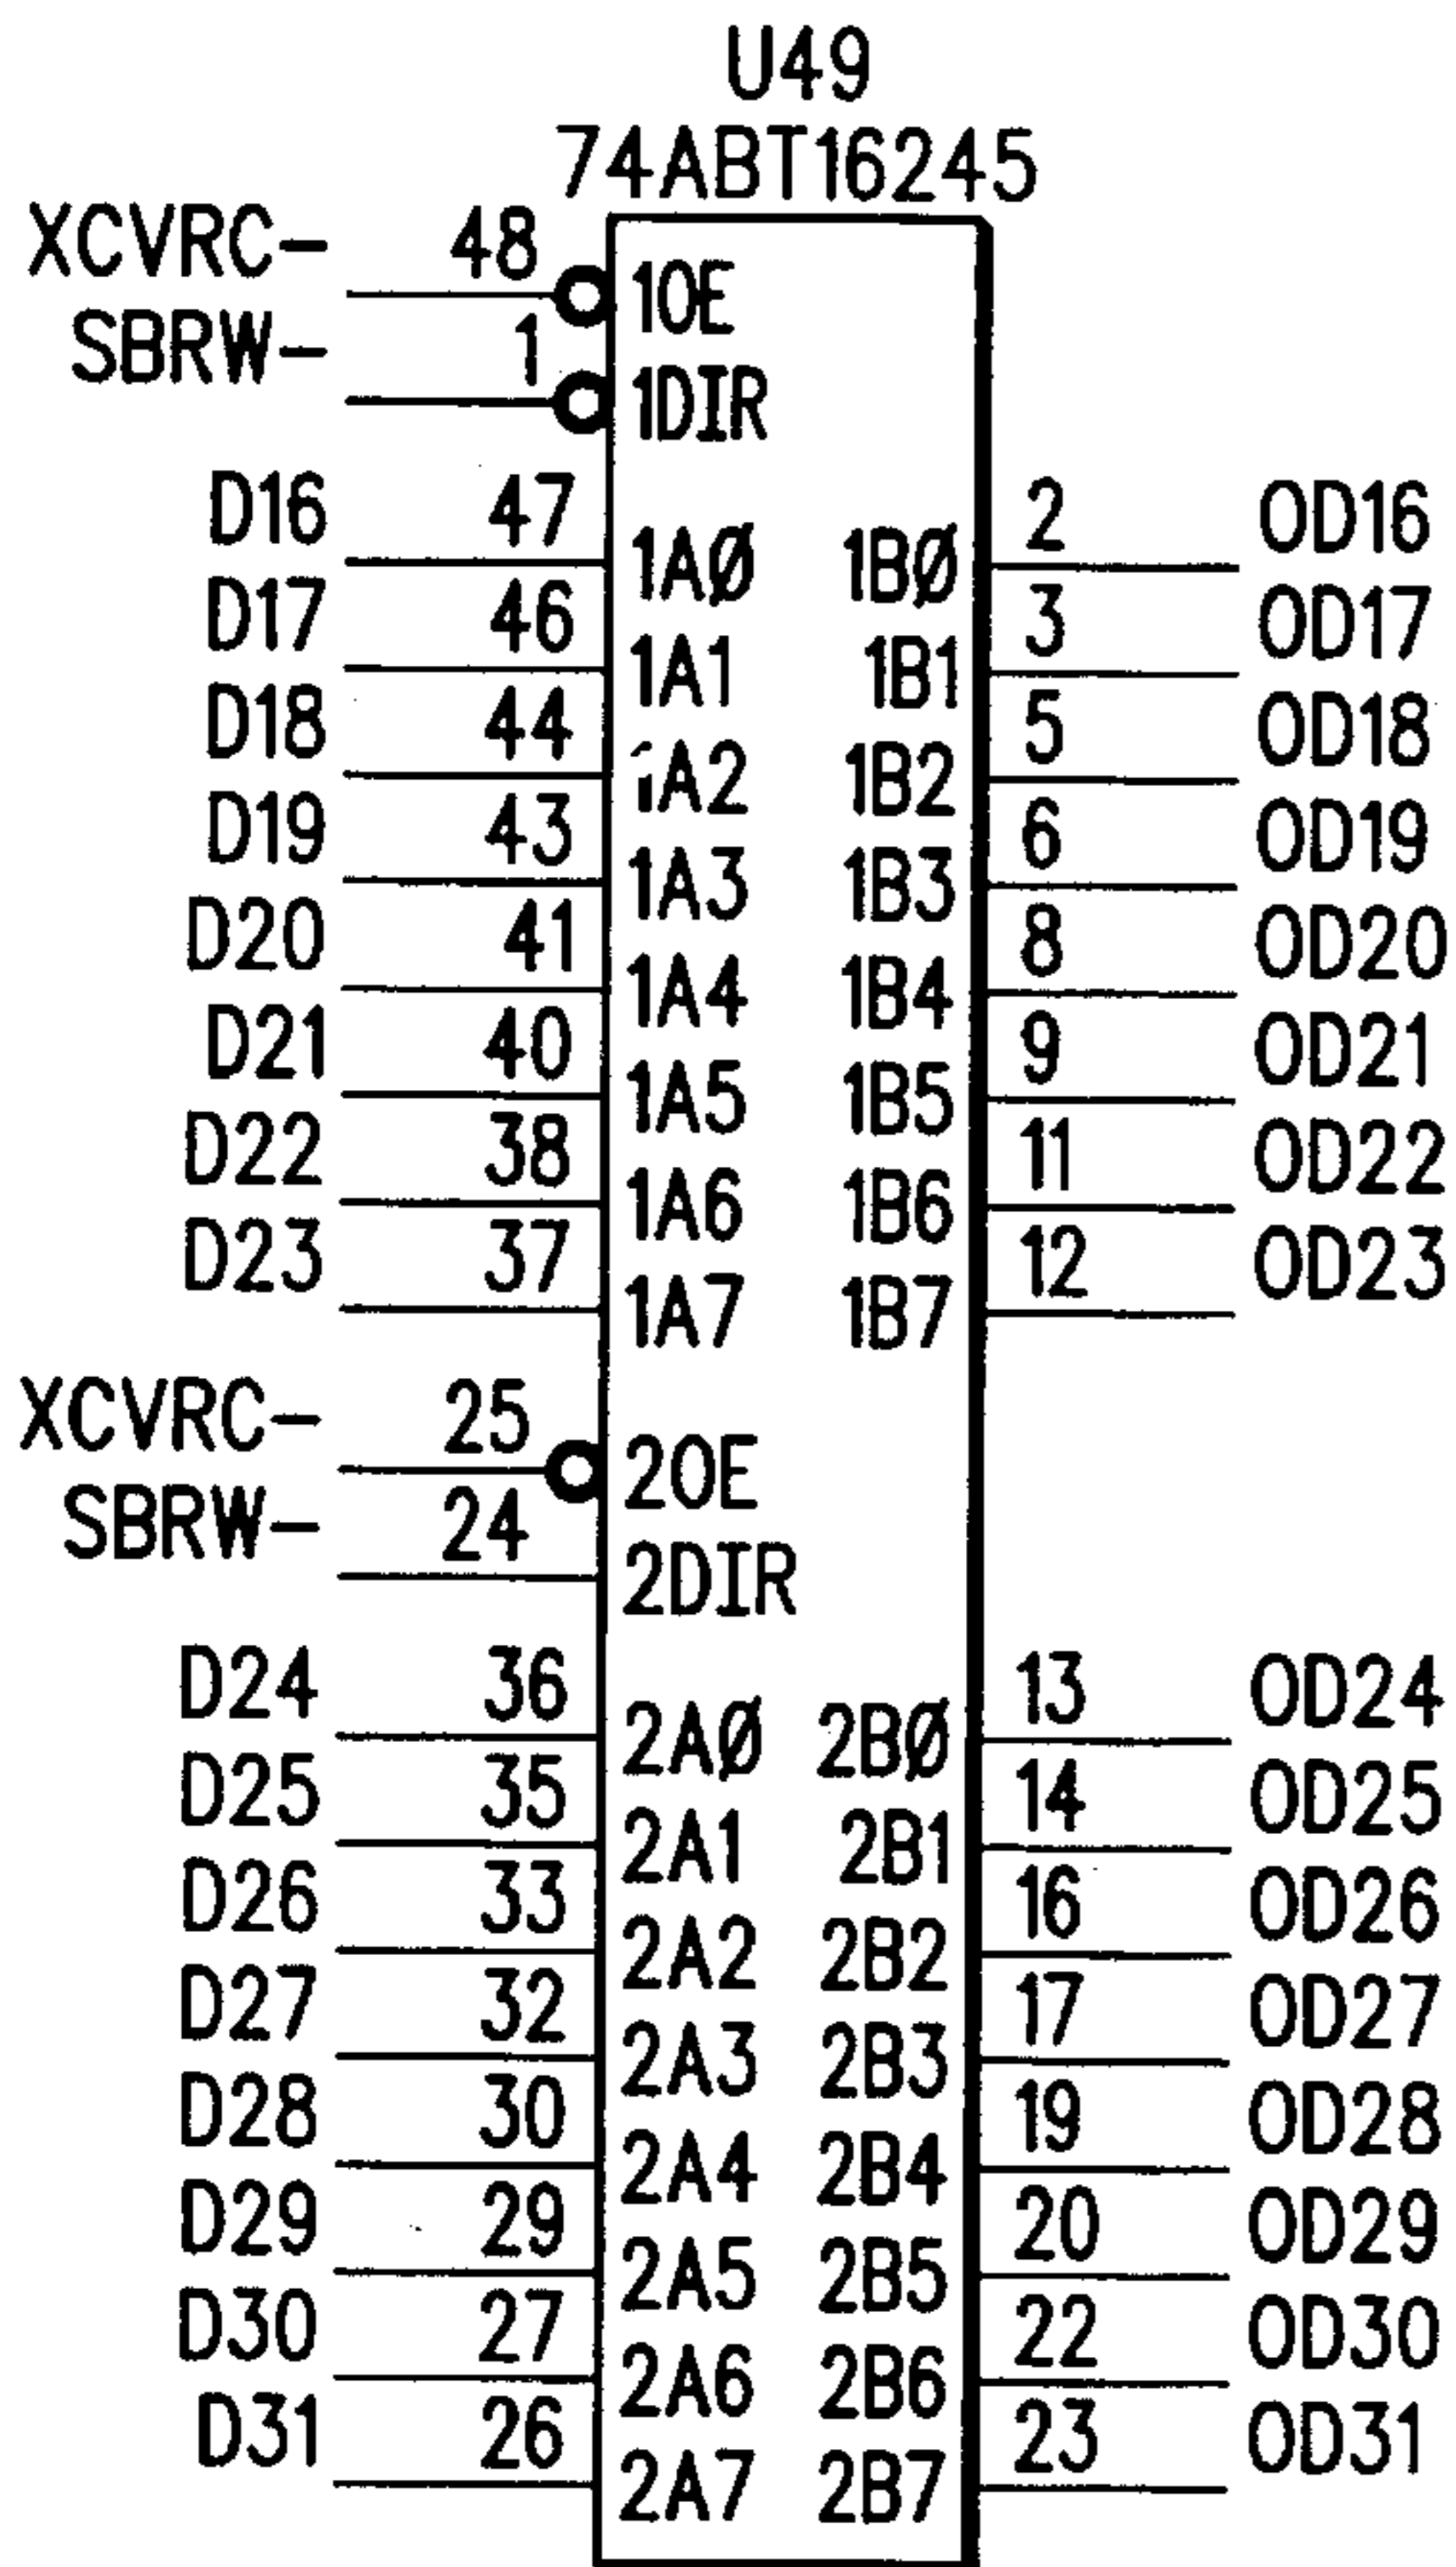 U49
74ABT16245
XCVRC- 48 1OE
SBRW- 1 1DIR
D16 47 1AØ 1BØ 2 OD16
D17 46 1A1 1B1 3 OD17
D18 44 1A2 1B2 5 OD18
D19 43 1A3 1B3 6 OD19
D20 41 1A4 1B4 8 OD20
D21 40 1A5 1B5 9 OD21
D22 38 1A6 1B6 11 OD22
D23 37 1A7 1B7 12 OD23
XCVRC- 25 2OE
SBRW- 24 2DIR
D24 36 2AØ 2BØ 13 OD24
D25 35 2A1 2B1 14 OD25
D26 33 2A2 2B2 16 OD26
D27 32 2A3 2B3 17 OD27
D28 30 2A4 2B4 19 OD28
D29 29 2A5 2B5 20 OD29
D30 27 2A6 2B6 22 OD30
D31 26 2A7 2B7 23 OD31